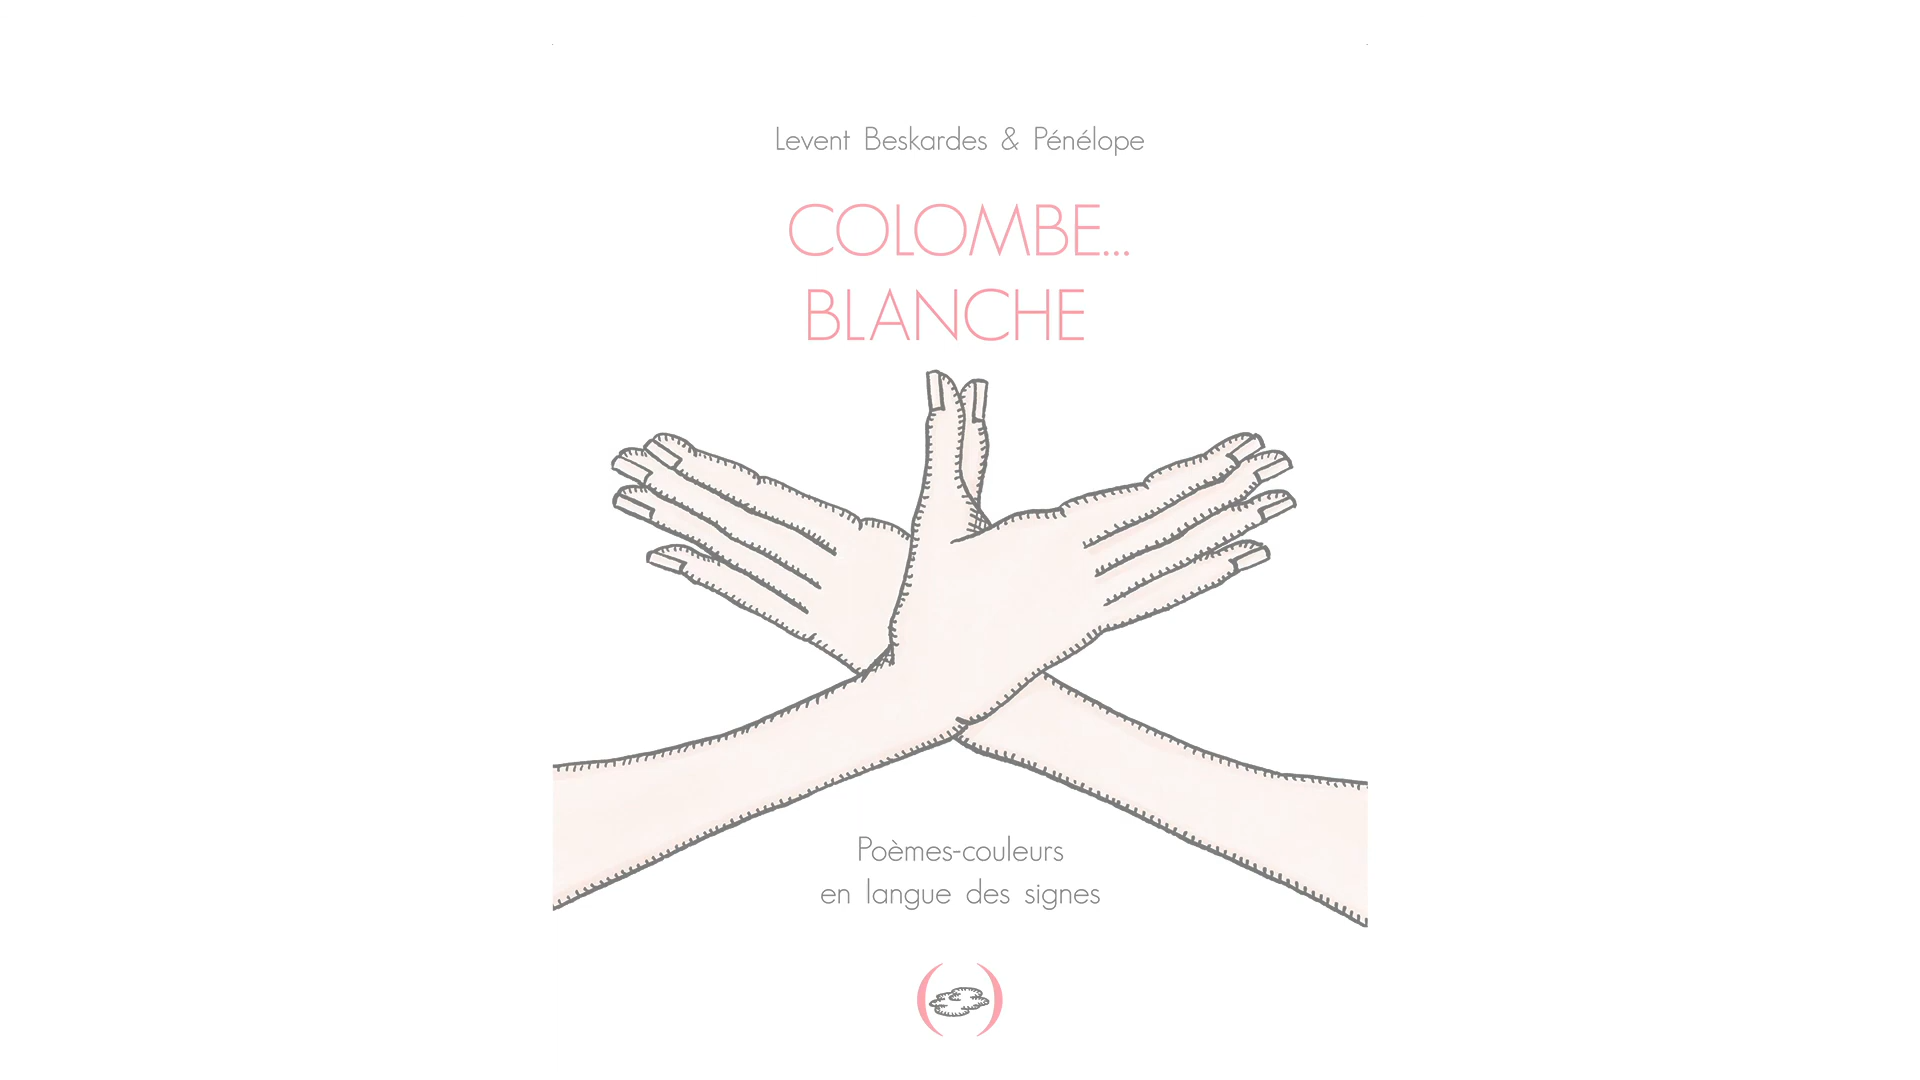 Levent Beskardes & Pénélope
COLOMBE...
BLANCHE
Poèmes-couleurs
en langue des signes